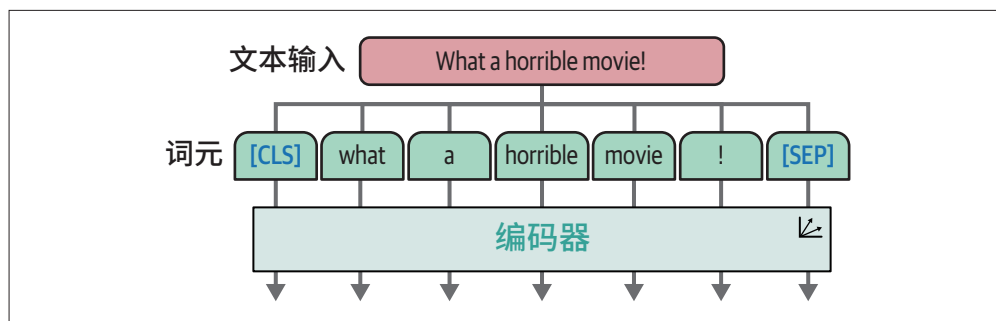 文本输入 What a horrible movie!
词元 [CLS] what a horrible movie ! [SEP]
编码器